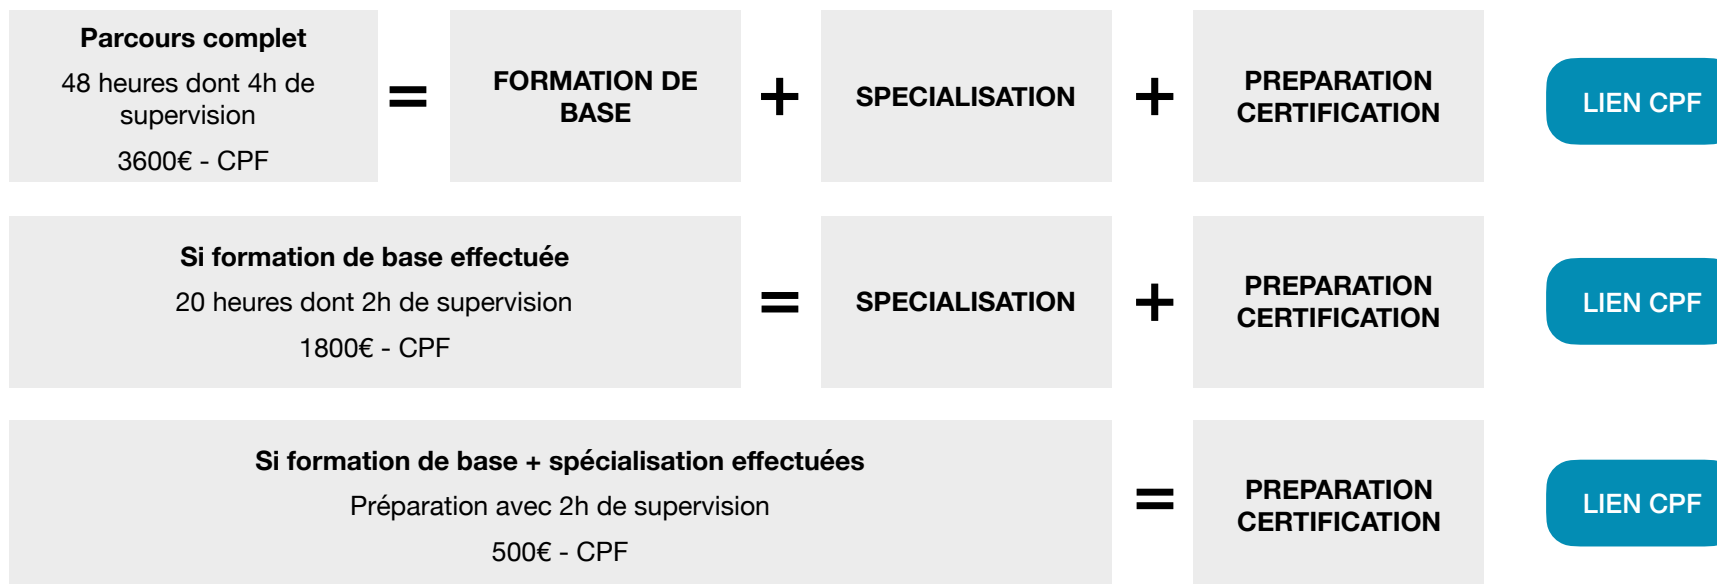 Parcours complet
48 heures dont 4h de
supervision
3600€ - CPF
=
FORMATION DE
BASE
+
SPECIALISATION
+
PREPARATION
CERTIFICATION
LIEN CPF
Si formation de base effectuée
20 heures dont 2h de supervision
1800€ - CPF
=
SPECIALISATION
+
PREPARATION
CERTIFICATION
LIEN CPF
Si formation de base + spécialisation effectuées
Préparation avec 2h de supervision
500€ - CPF
=
PREPARATION
CERTIFICATION
LIEN CPF